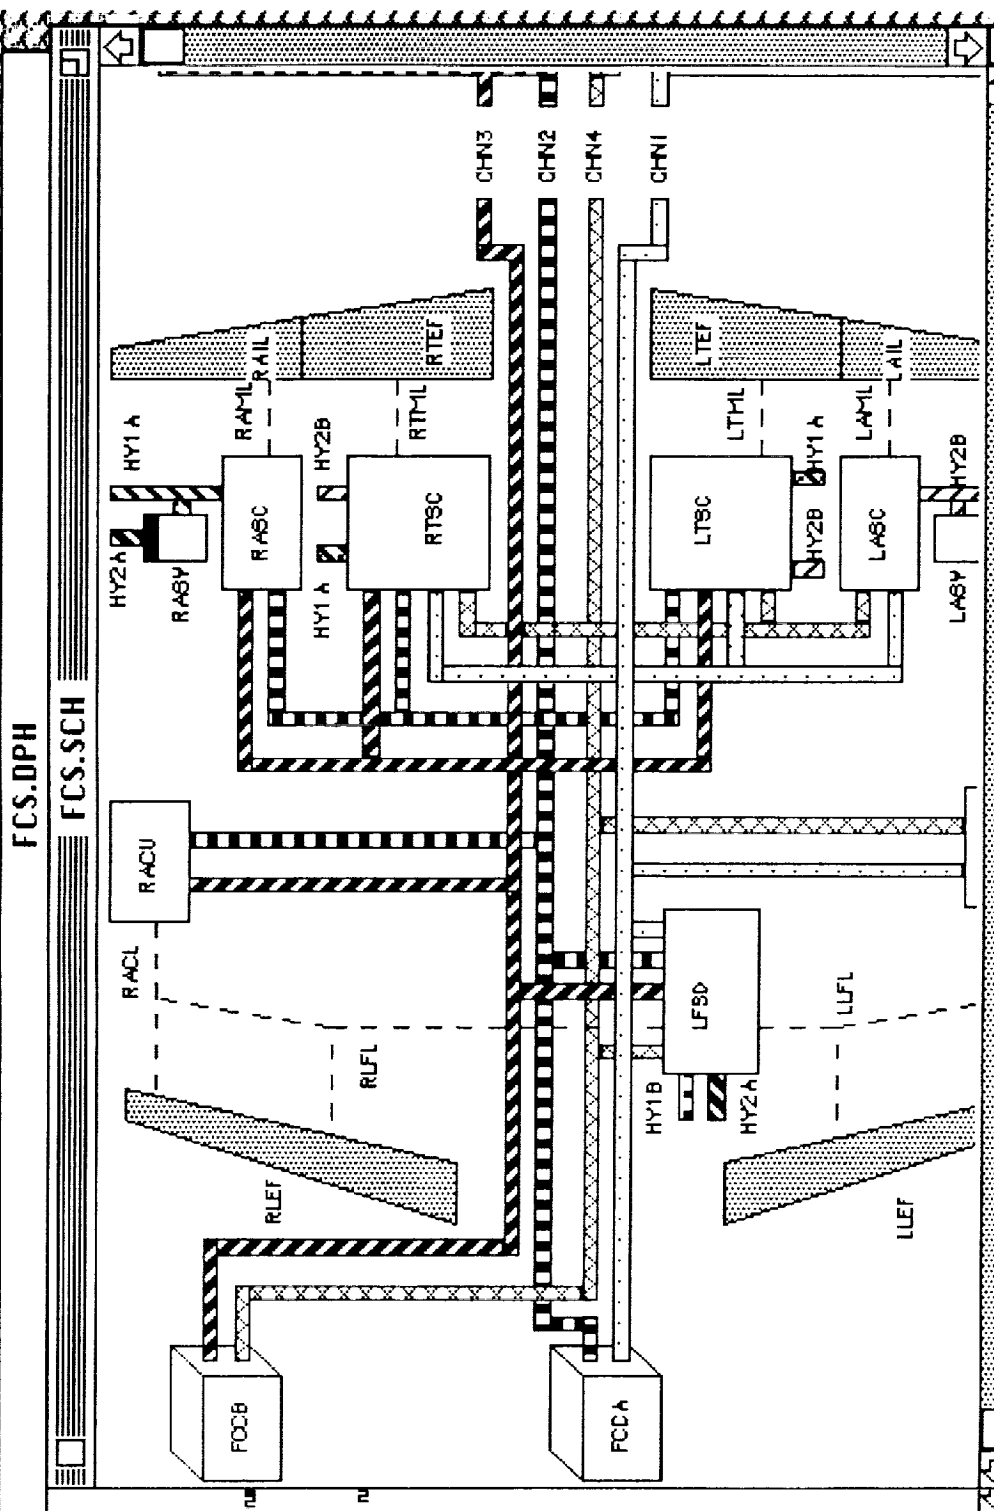 FCS.DPH
FCS.SCH
CHN3
CHN2
CHN4
CHN1
RAIL
RTEF
LTEF
LAIL
RAML
RTML
LTML
LAML
HY1A
HY2B
HY1A
HY2B
HY2A
RASY
RASC
HY1A
RTSC
LTSC
HY2B
LASC
LASY
RACU
RACL
RLFL
LFSD
LLFL
HY1B
HY2A
RLEF
LLEF
FCCB
FCCA